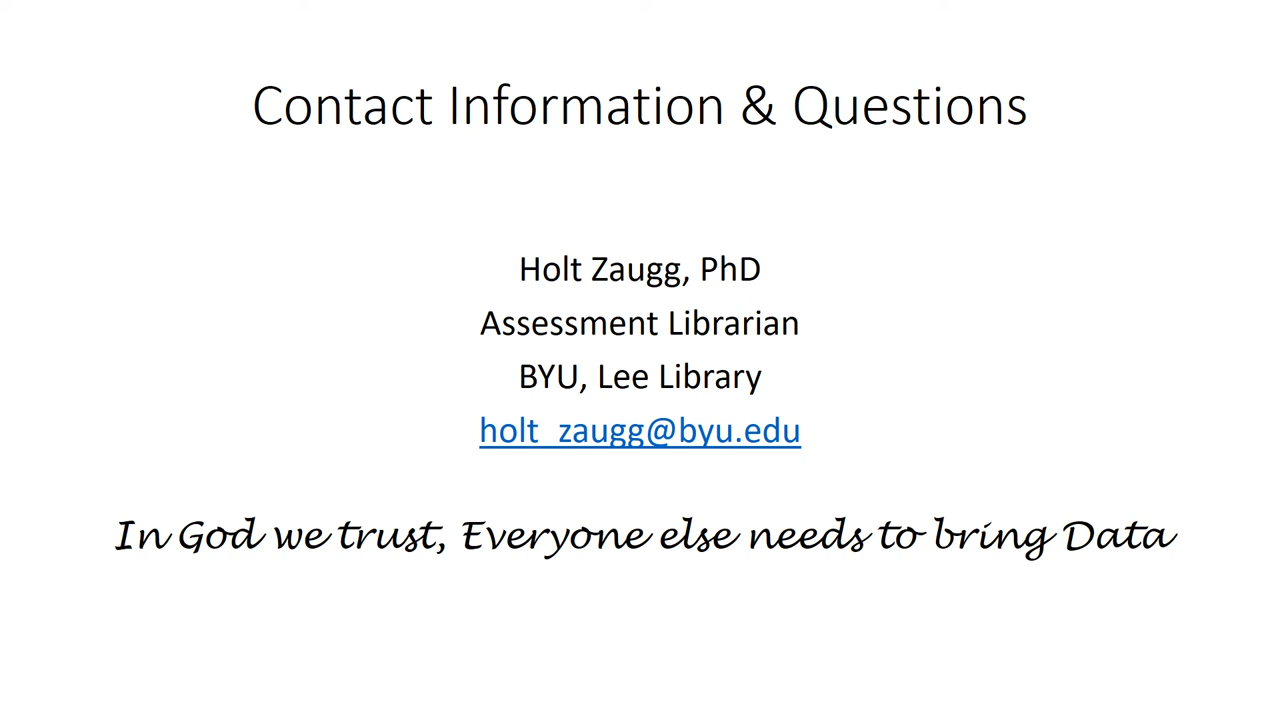 Contact Information & Questions
Holt Zaugg, PhD
Assessment Librarian
BYU, Lee Library
holt_zaugg@byu.edu
In God we trust, Everyone else needs to bring Data